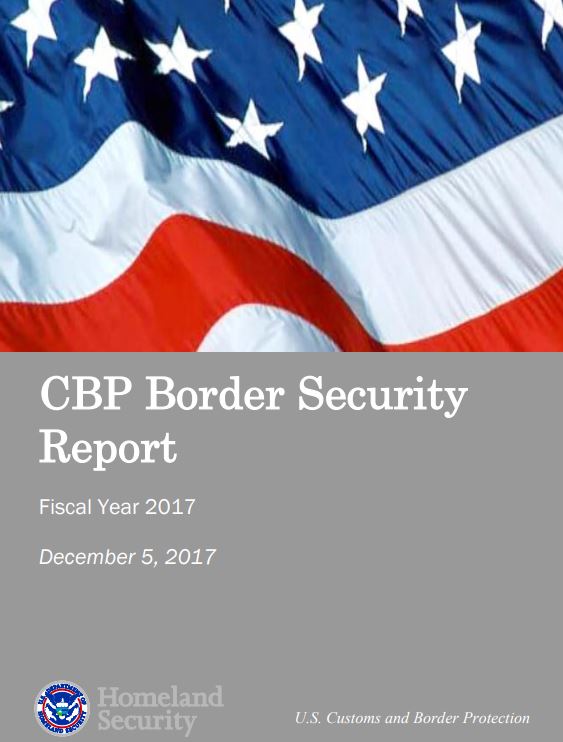 CBP Border Security
Report
Fiscal Year 2017
December 5, 2017
U.S. DEPARTMENT OF
HOMELAND SECURITY
Homeland
Security
U.S. Customs and Border Protection